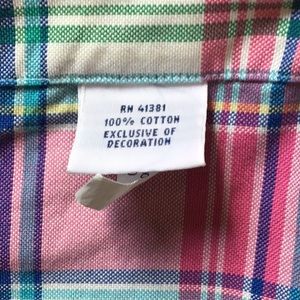 RN 41381
100% COTTON
EXCLUSIVE OF
DECORATION